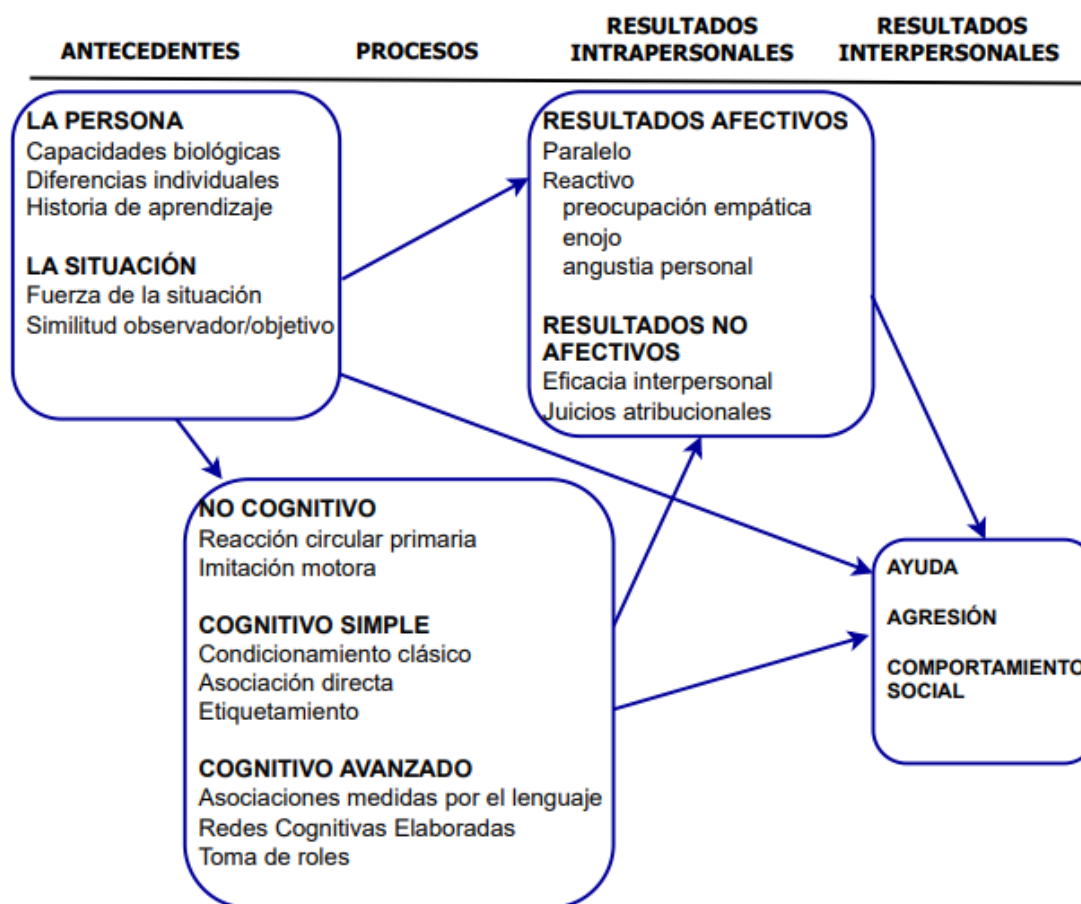 ANTECEDENTES
PROCESOS
RESULTADOS
INTRAPERSONALES
RESULTADOS
INTERPERSONALES
LA PERSONA
Capacidades biológicas
Diferencias individuales
Historia de aprendizaje
LA SITUACIÓN
Fuerza de la situación
Similitud observador/objetivo
NO COGNITIVO
Reacción circular primaria
Imitación motora
COGNITIVO SIMPLE
Condicionamiento clásico
Asociación directa
Etiquetamiento
COGNITIVO AVANZADO
Asociaciones medidas por el lenguaje
Redes Cognitivas Elaboradas
Toma de roles
RESULTADOS AFECTIVOS
Paralelo
Reactivo
preocupación empática
enojo
angustia personal
RESULTADOS NO
AFECTIVOS
Eficacia interpersonal
Juicios atribucionales
AYUDA
AGRESIÓN
COMPORTAMIENTO
SOCIAL